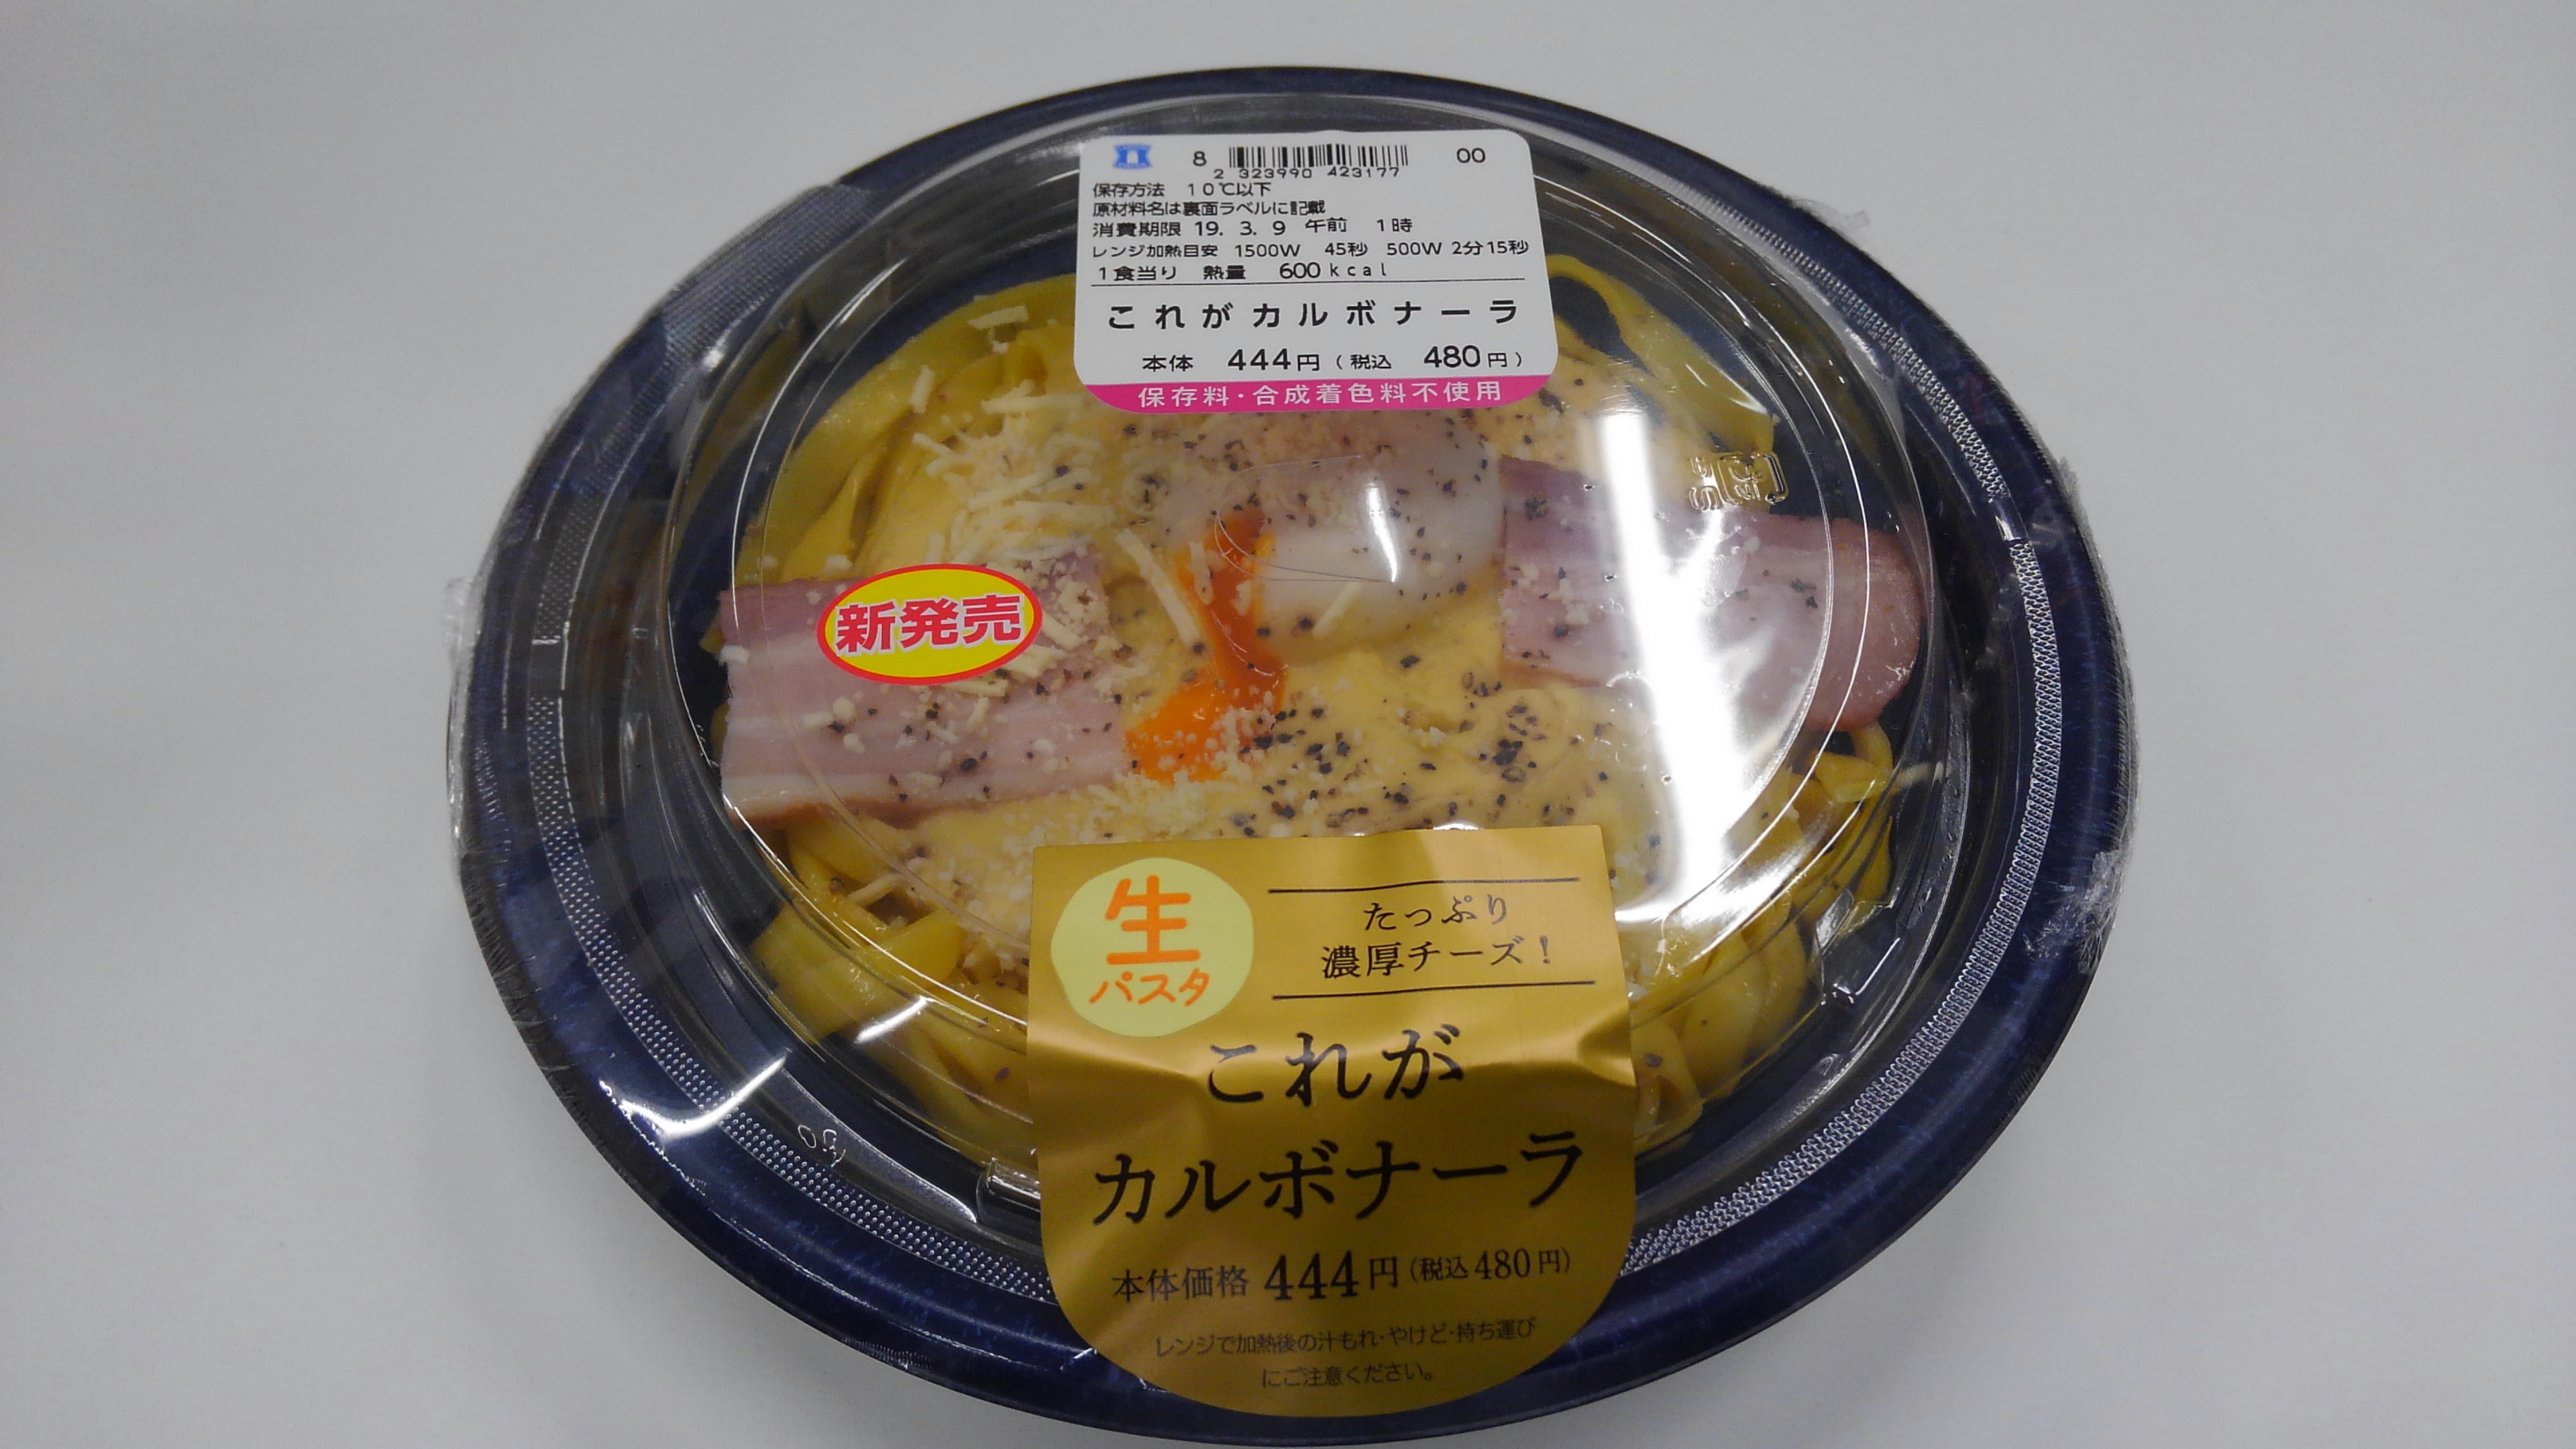 8 00
2 323990 423177
保存方法 10℃以下
原材料名は裏面ラベルに記載
消費期限 19. 3. 9 午前 1時
レンジ加熱目安 1500W 45秒 500W 2分15秒
1食当り 熱量 600kcal
これがカルボナーラ
本体 444円(税込 480円)
保存料・合成着色料不使用
新発売
生
パスタ
たっぷり
濃厚チーズ!
これが
カルボナーラ
本体価格 444円(税込480円)
レンジで加熱後の汁もれ・やけど・持ち運び
にご注意ください。